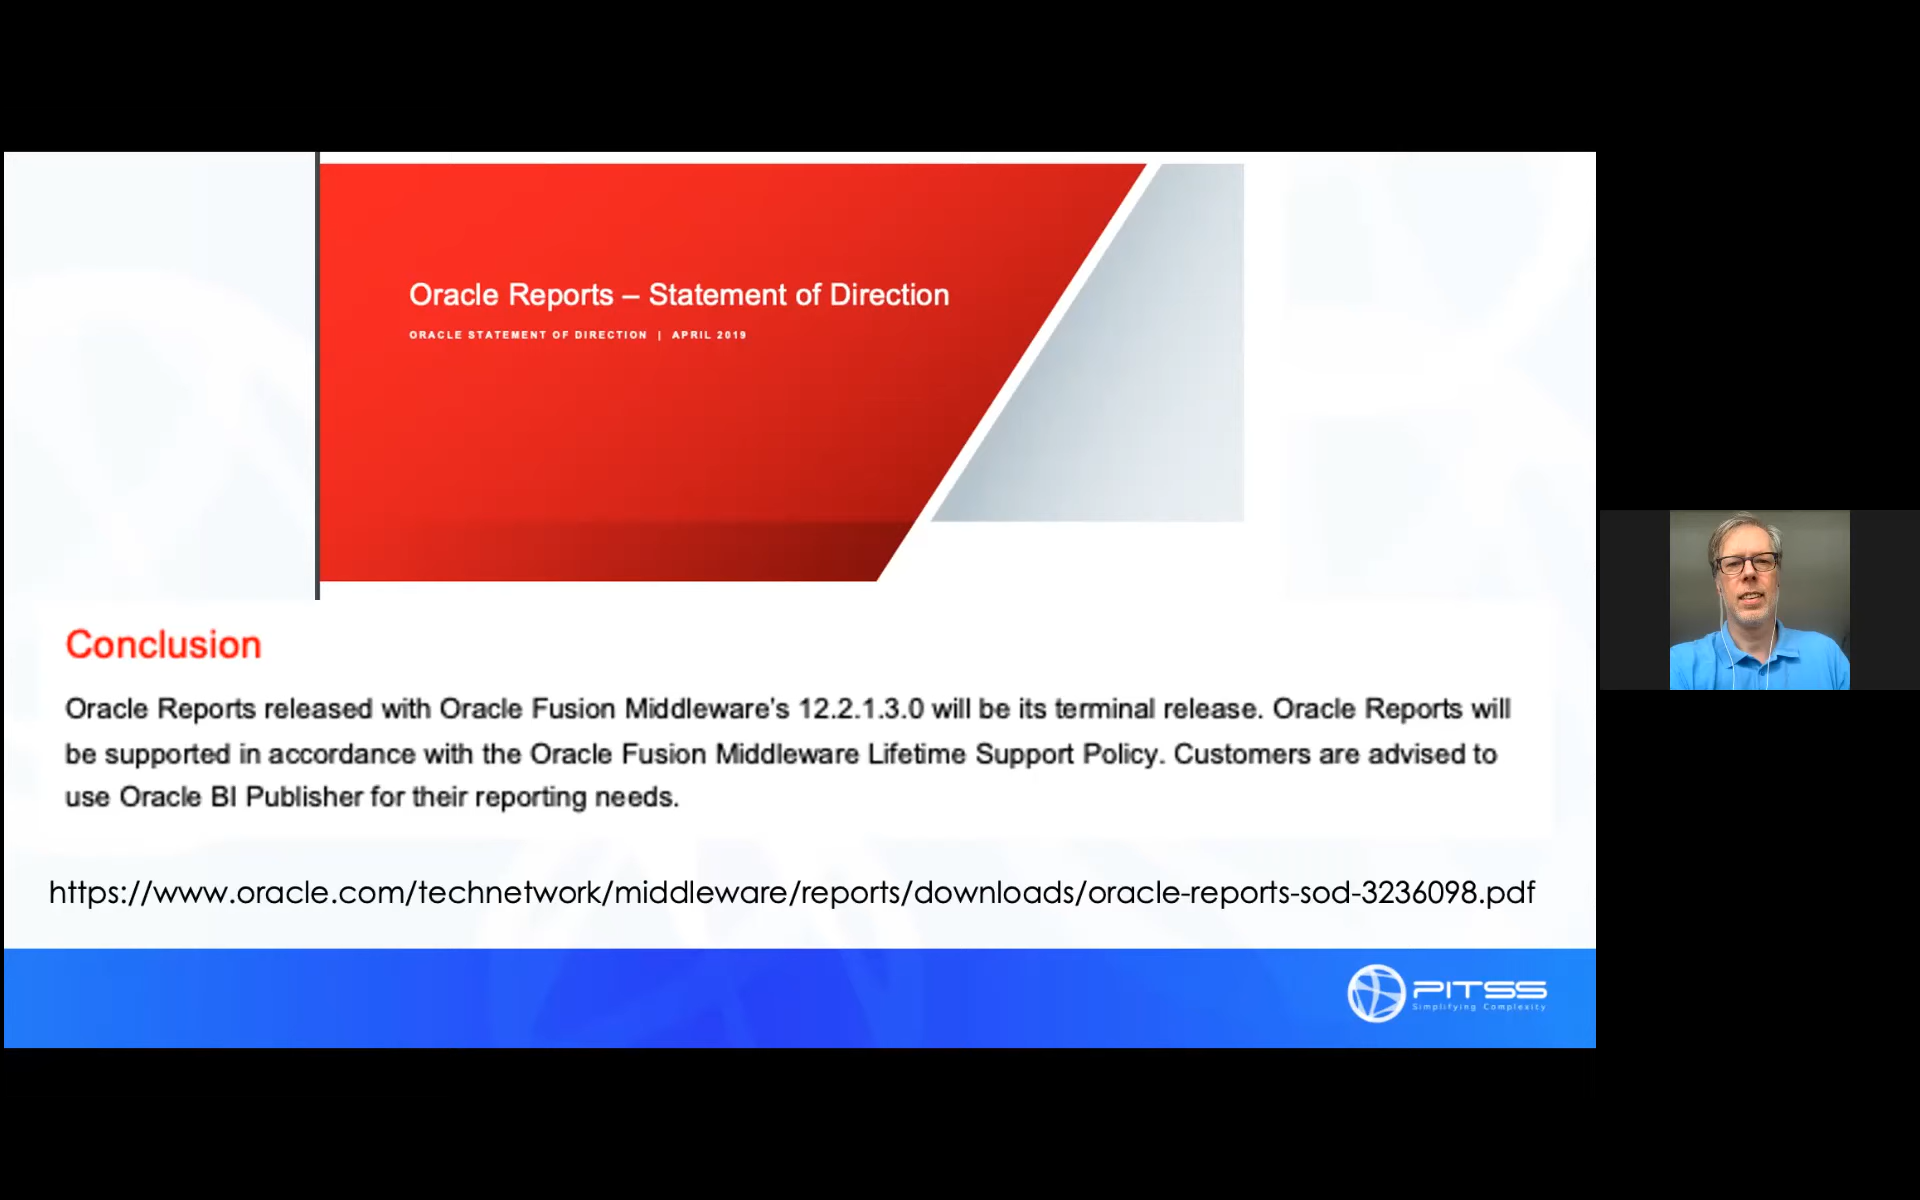 Oracle Reports – Statement of Direction
ORACLE STATEMENT OF DIRECTION | APRIL 2019
Conclusion
Oracle Reports released with Oracle Fusion Middleware's 12.2.1.3.0 will be its terminal release. Oracle Reports will
be supported in accordance with the Oracle Fusion Middleware Lifetime Support Policy. Customers are advised to
use Oracle BI Publisher for their reporting needs.
https://www.oracle.com/technetwork/middleware/reports/downloads/oracle-reports-sod-3236098.pdf
PITSS
Simplifying Complexity